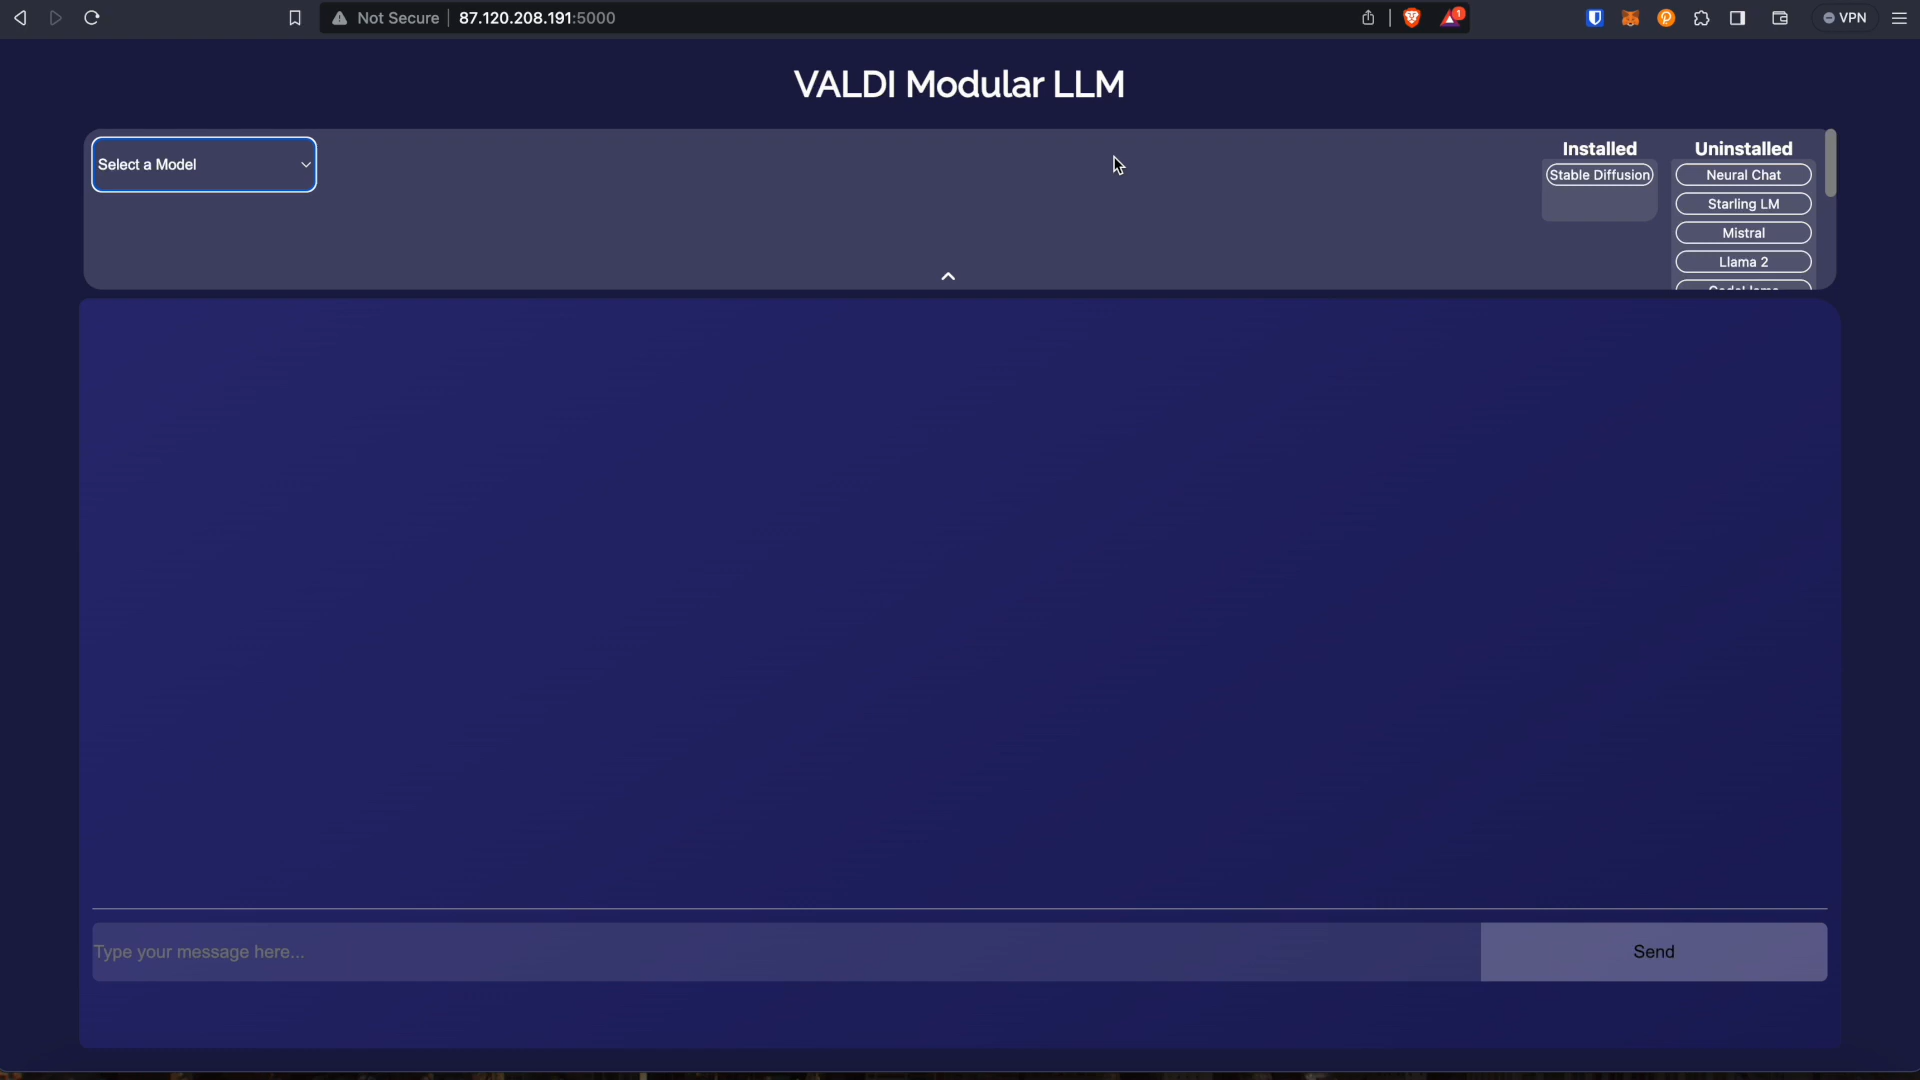 Not Secure
87.120.208.191:5000
1
VPN
VALDI Modular LLM
Select a Model
Installed
Uninstalled
Stable Diffusion
Neural Chat
Starling LM
Mistral
Llama 2
Type your message here...
Send